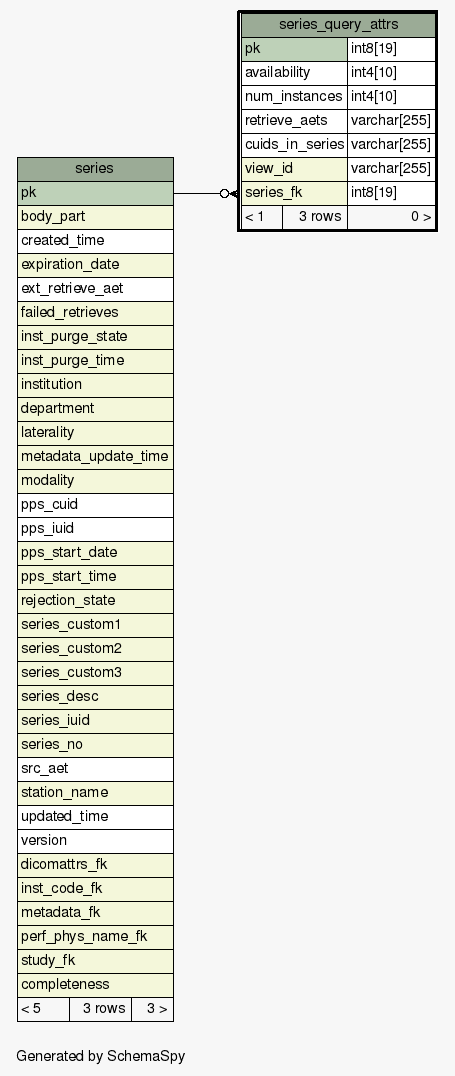 series_query_attrs
pk int8[19]
availability int4[10]
num_instances int4[10]
retrieve_aets varchar[255]
cuids_in_series varchar[255]
view_id varchar[255]
series_fk int8[19]
< 1 3 rows 0 >
series
pk
body_part
created_time
expiration_date
ext_retrieve_aet
failed_retrieves
inst_purge_state
inst_purge_time
institution
department
laterality
metadata_update_time
modality
pps_cuid
pps_iuid
pps_start_date
pps_start_time
rejection_state
series_custom1
series_custom2
series_custom3
series_desc
series_iuid
series_no
src_aet
station_name
updated_time
version
dicomattrs_fk
inst_code_fk
metadata_fk
perf_phys_name_fk
study_fk
completeness
< 5 3 rows 3 >
Generated by SchemaSpy